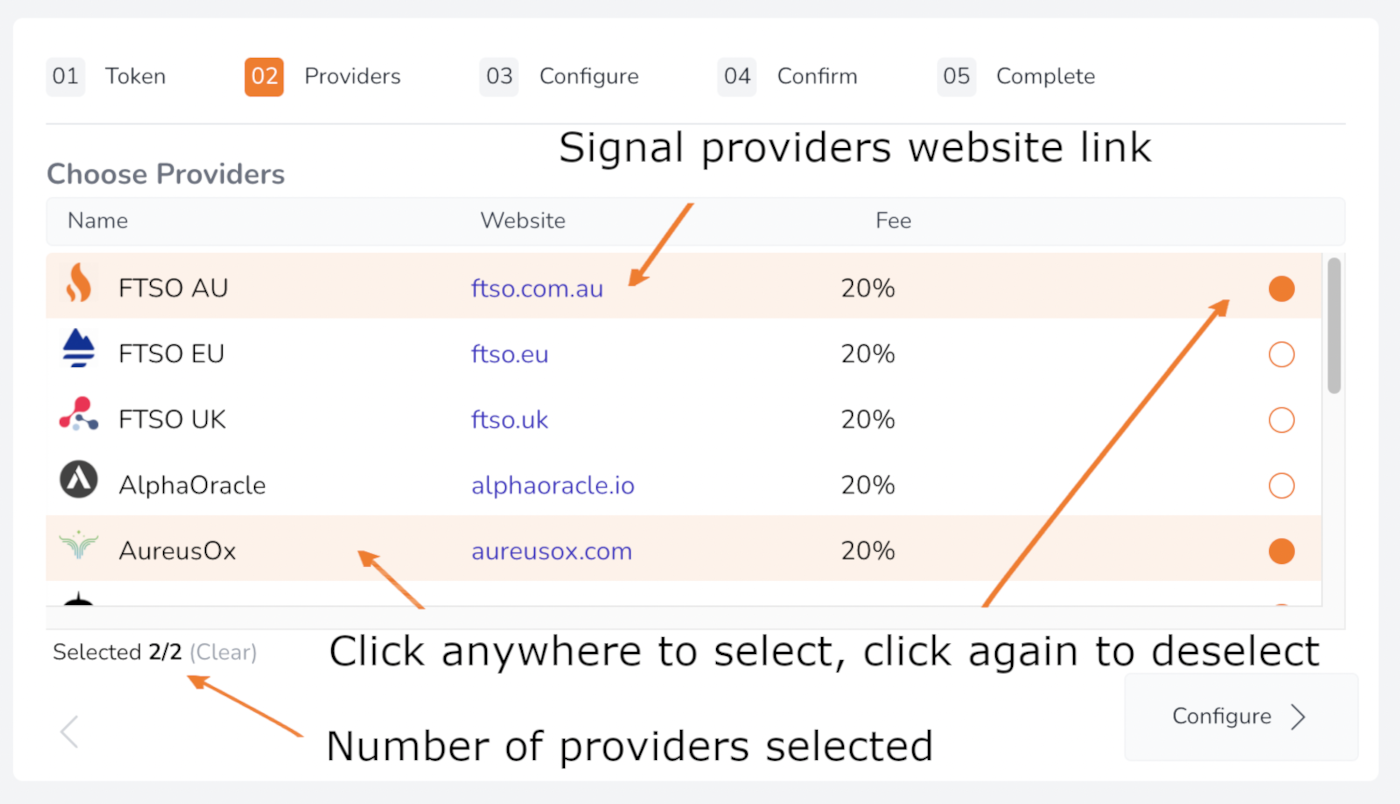 01 Token 02 Providers 03 Configure 04 Confirm 05 Complete
Signal providers website link
Choose Providers
Name Website Fee
FTSO AU ftso.com.au 20%
FTSO EU ftso.eu 20%
FTSO UK ftso.uk 20%
AlphaOracle alphaoracle.io 20%
AureusOx aureusox.com 20%
Selected 2/2 (Clear)
Click anywhere to select, click again to deselect
Configure
Number of providers selected